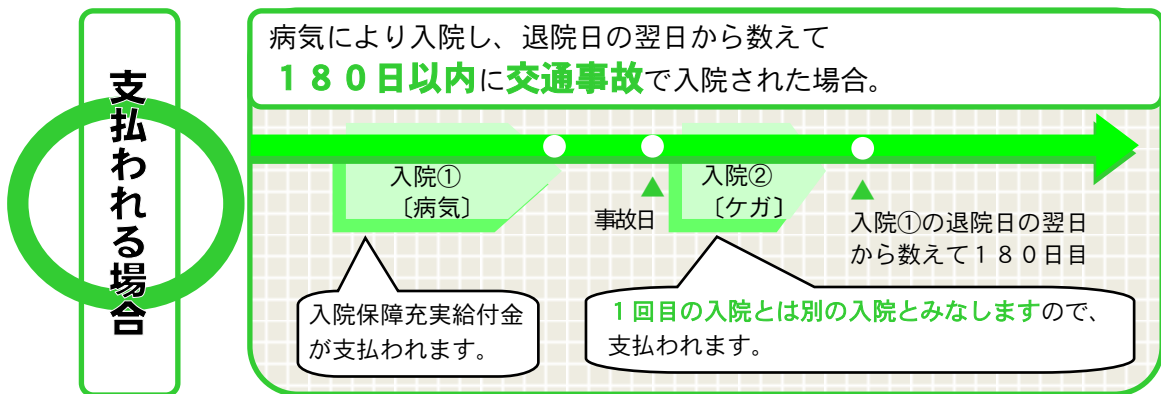 支払われる場合
病気により入院し、退院日の翌日から数えて
１８０日以内に交通事故で入院された場合。
入院①
〔病気〕
事故日
入院②
〔ケガ〕
入院①の退院日の翌日
から数えて１８０日目
入院保障充実給付金
が支払われます。
１回目の入院とは別の入院とみなしますので、
支払われます。